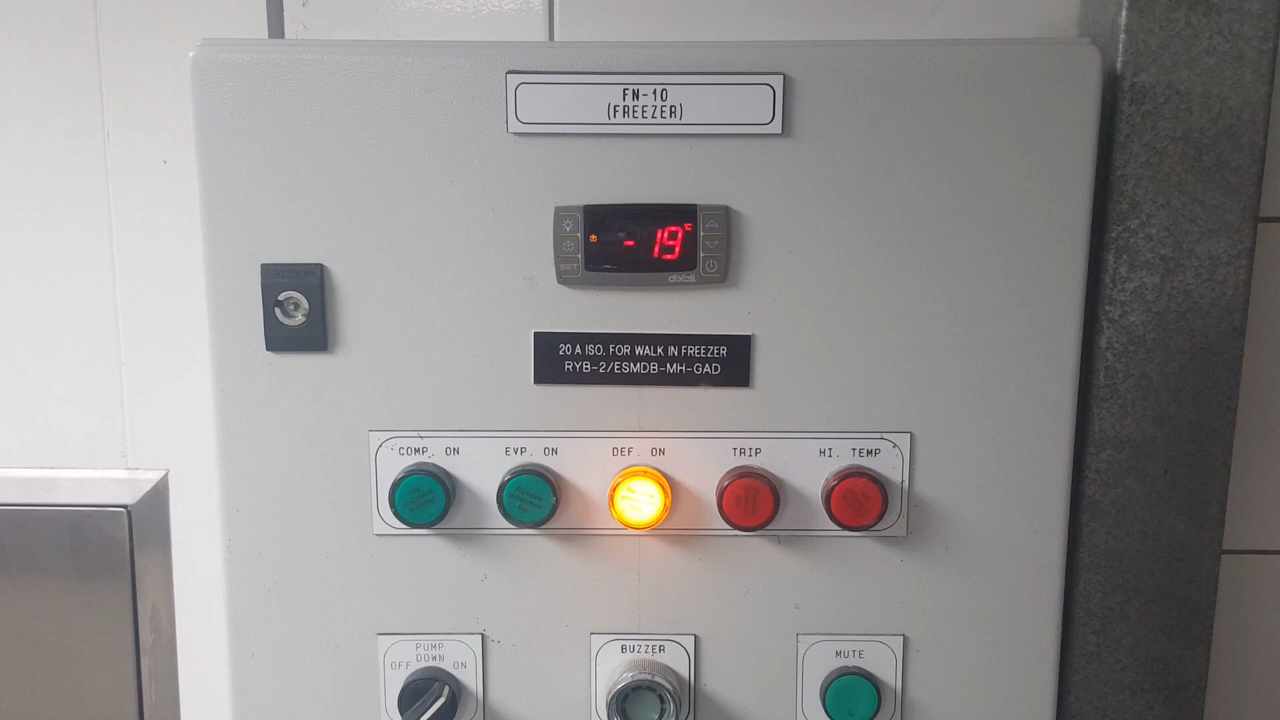 FN-10
(FREEZER)
-19°C
SET
dixell
20 A ISO. FOR WALK IN FREEZER
RYB-2/ESMDB-MH-GAD
COMP. ON
EVP. ON
DEF. ON
TRIP
HI. TEMP
PUMP
DOWN
OFF
ON
BUZZER
MUTE